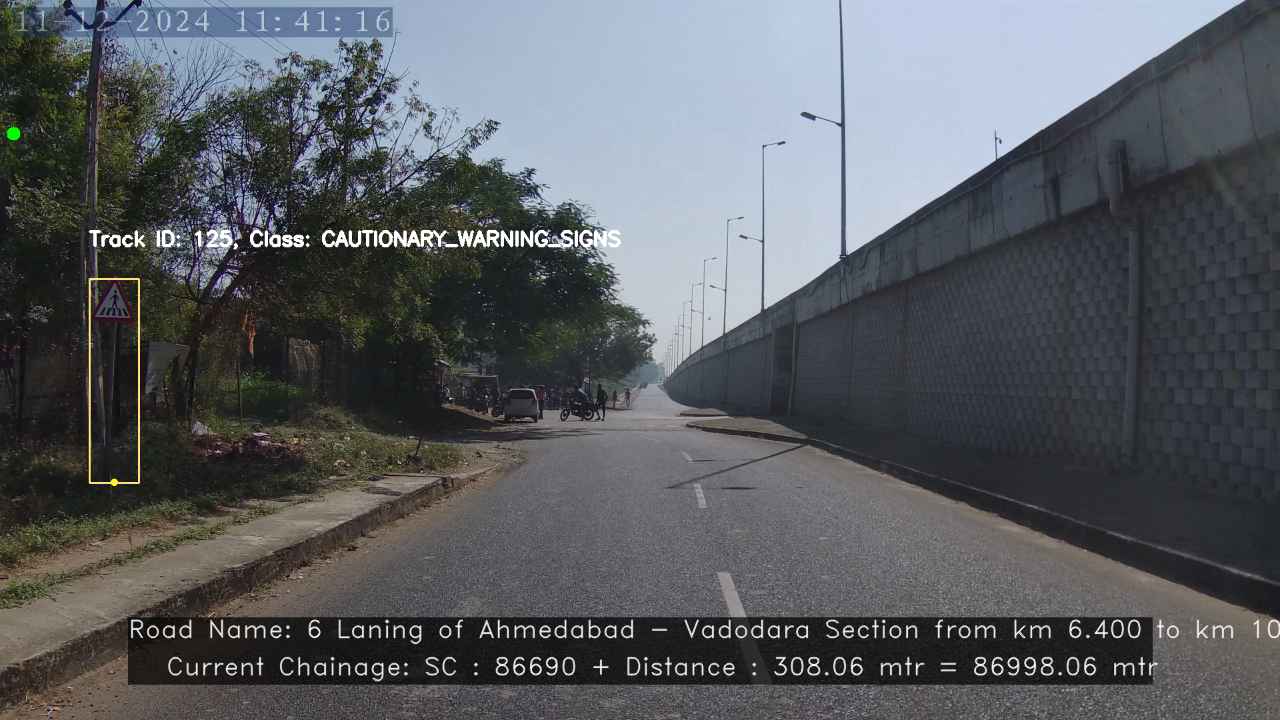 11-12-2024 11:41:16
Track ID: 125, Class: CAUTIONARY_WARNING_SIGNS
Road Name: 6 Laning of Ahmedabad - Vadodara Section from km 6.400 to km 10
Current Chainage: SC : 86690 + Distance : 308.06 mtr = 86998.06 mtr